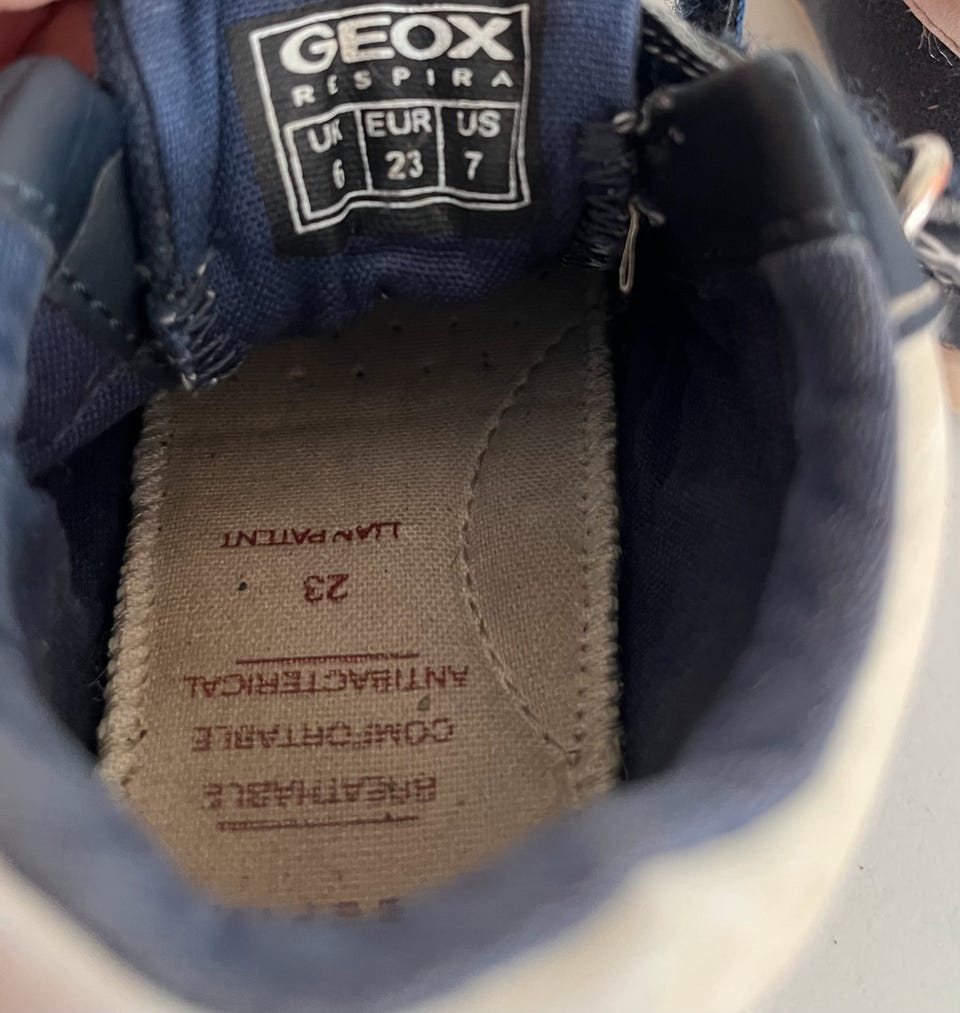 GEOX
RESPIRA
UK EUR US
6 23 7
BREATHABLE
COMFORTABLE
ANTIBACTERICAL
23
PATENT